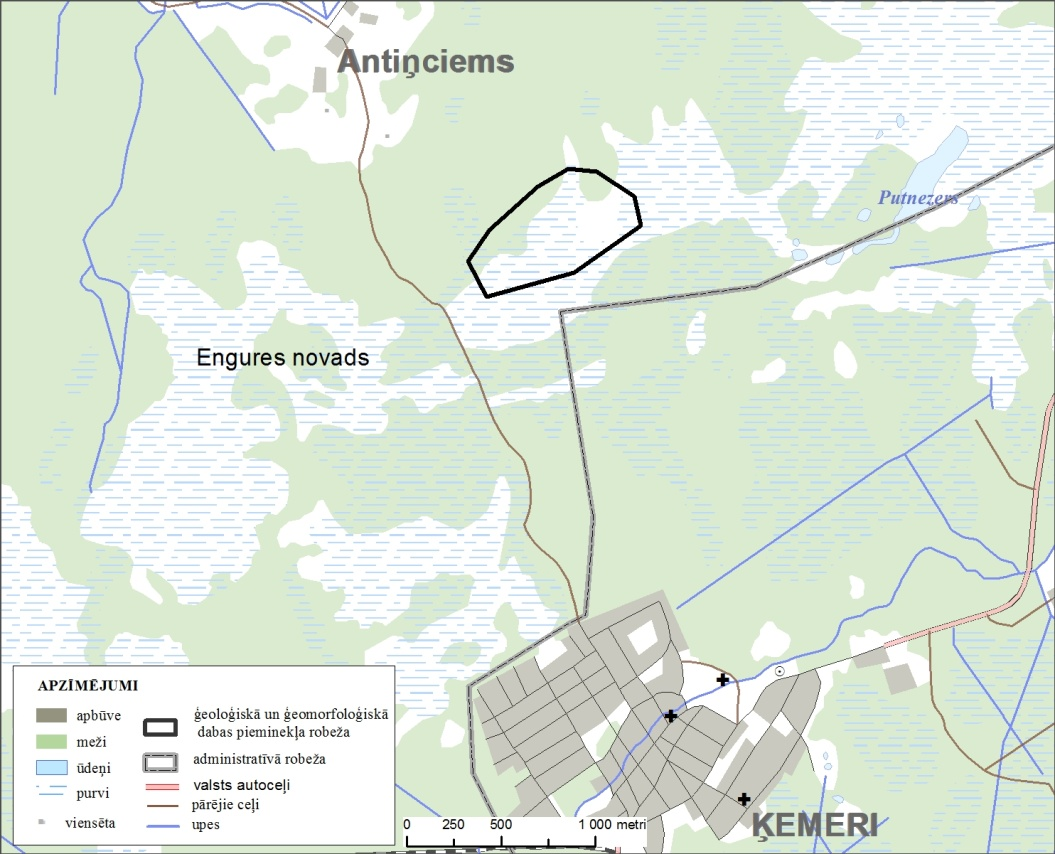 Antiņciems
Putnezers
Engures novads
APZĪMĒJUMI
apbūve
meži
ūdeņi
purvi
viensēta
ģeoloģiskā un ģeomorfoloģiskā
dabas pieminekļa robeža
administratīvā robeža
valsts autoceļi
pārējie ceļi
upes
0 250 500 1 000 metri
ĶEMERI